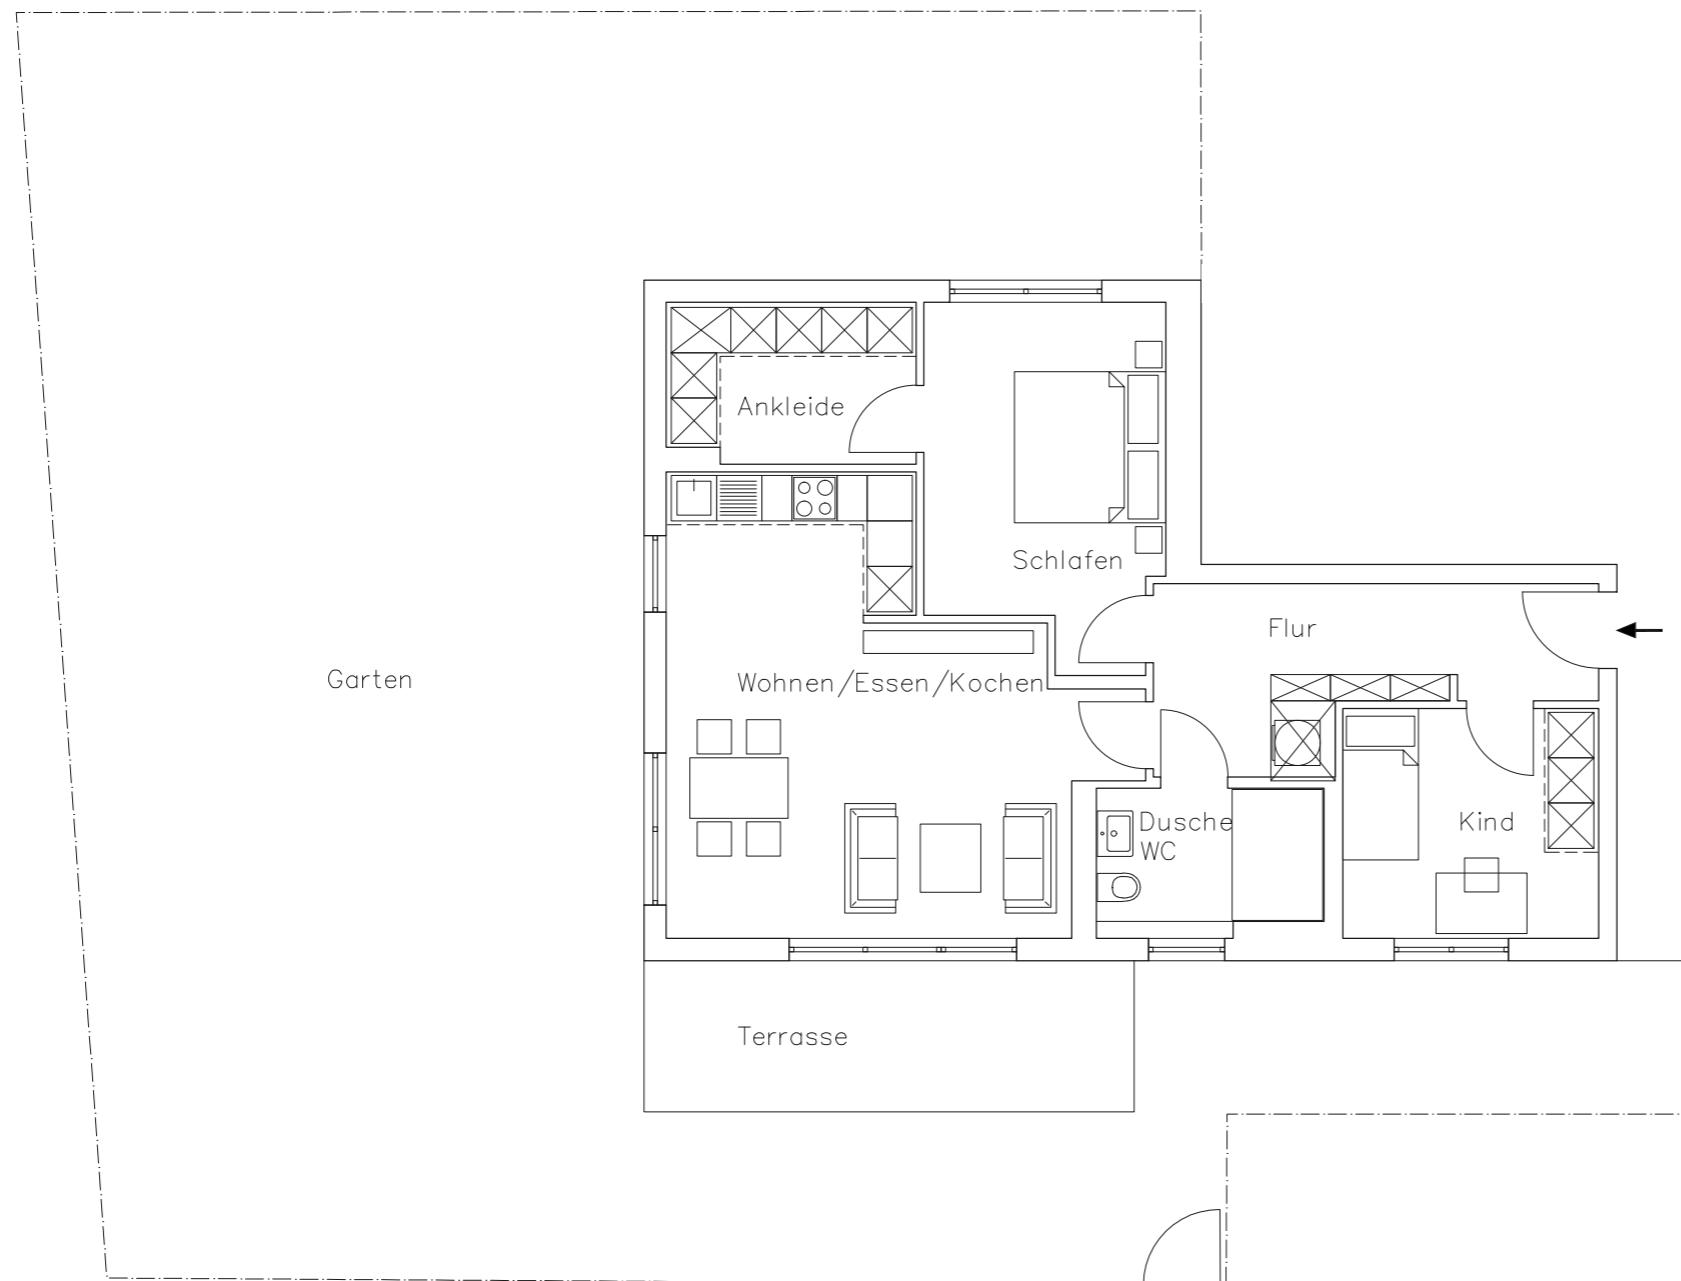 Ankleide
Schlafen
Flur
Garten
Wohnen/Essen/Kochen
Dusche
WC
Kind
Terrasse